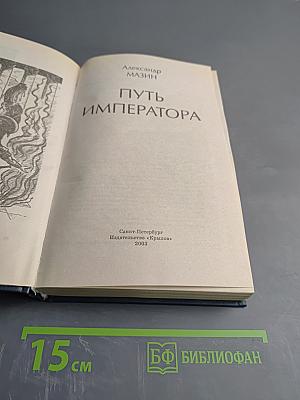 Александр
МАЗИН
ПУТЬ
ИМПЕРАТОРА
Санкт-Петербург
Издательство «Крылов»
2003
15 см
БФ БИБЛИОФАН